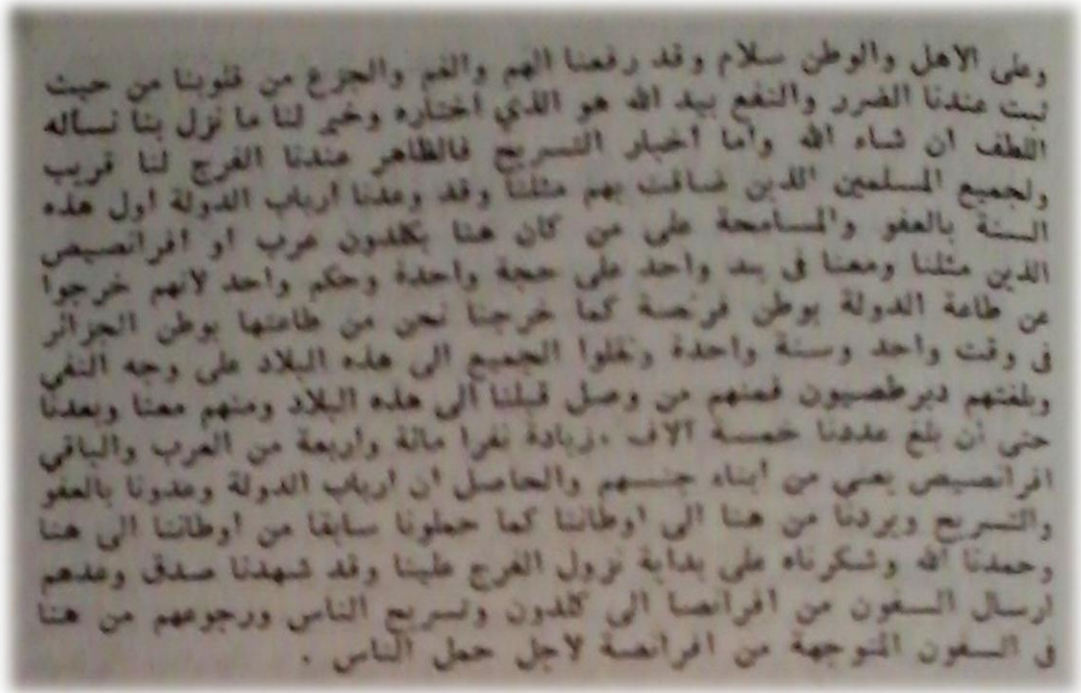 وعلى الاهل والوطن سلام وقد رفعنا الهم والغم والجزع من قلوبنا من حيث
ثبت عندنا الضرر والنفع بيد الله هو الذي اختاره وخير لنا ما نزل بنا نسأله
اللطف ان شاء الله واما اخبار التسريح فالظاهر عندنا الفرج لنا قريب
ولجميع المسلمين الذين ضاقت بهم مثلنا وقد وعدنا ارباب الدولة اول هذه
السنة بالعفو والمسامحة على من كان هنا بكلدون عرب او افرانصيص
الذين مثلنا ومعنا في يد واحد على حجة واحدة وحكم واحد لانهم خرجوا
عن طاعة الدولة بوطن فرنسة كما خرجنا نحن من طاعتها بوطن الجزائر
في وقت واحد وسنة واحدة ونقلوا الجميع الى هذه البلاد على وجه النفي
وبلغتهم ديرطصيون فمنهم من وصل قبلنا الى هذه البلاد ومنهم معنا وبعدنا
حتى أن بلغ عددنا خمسة آلاف زيادة نفرا مائة واربعة من العرب والباقي
افرانصيص يعني من ابناء جنسهم والحاصل ان ارباب الدولة وعدونا بالعفو
والتسريح ويردنا من هنا الى اوطاننا كما حملونا سابقا من اوطاننا الى هنا
وحمدنا الله وشكرناه على بداية نزول الفرج علينا وقد شهدنا صدق وعدهم
ارسال السفون من افرانصا الى كلدون وتسريح الناس ورجوعهم من هنا
في السفون المتوجهة من افرانصة لاجل حمل الناس .